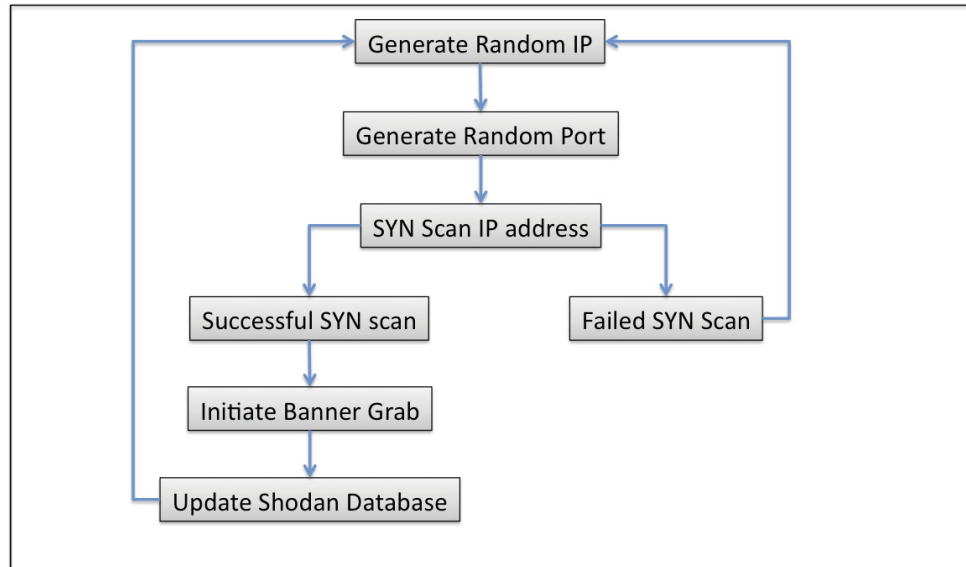 Generate Random IP
Generate Random Port
SYN Scan IP address
Successful SYN scan
Failed SYN Scan
Initiate Banner Grab
Update Shodan Database